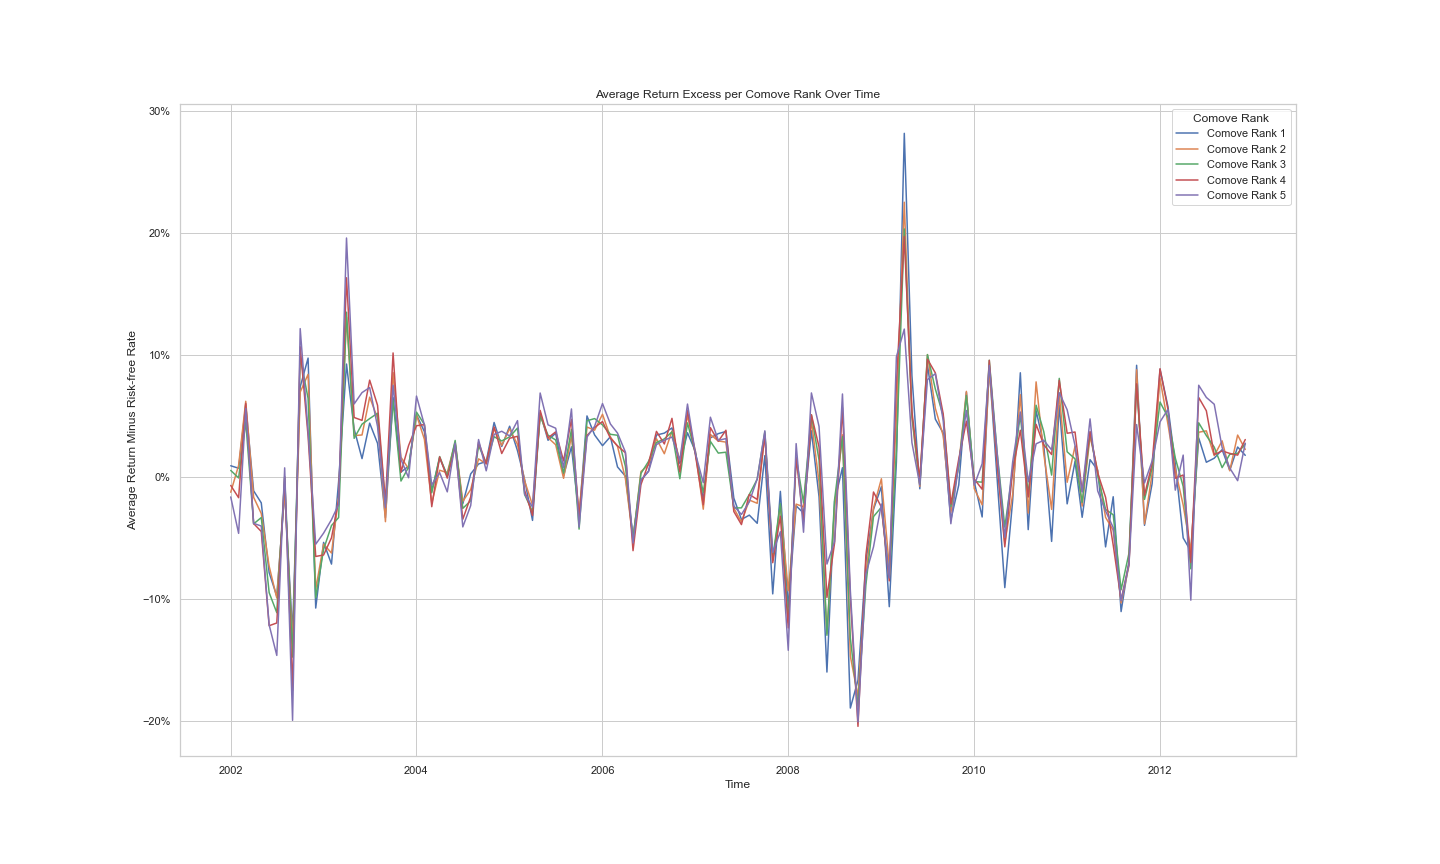 Average Return Excess per Comove Rank Over Time
30%
20%
10%
0%
−10%
−20%
Average Return Minus Risk-free Rate
Comove Rank
Comove Rank 1
Comove Rank 2
Comove Rank 3
Comove Rank 4
Comove Rank 5
2002
2004
2006
2008
2010
2012
Time